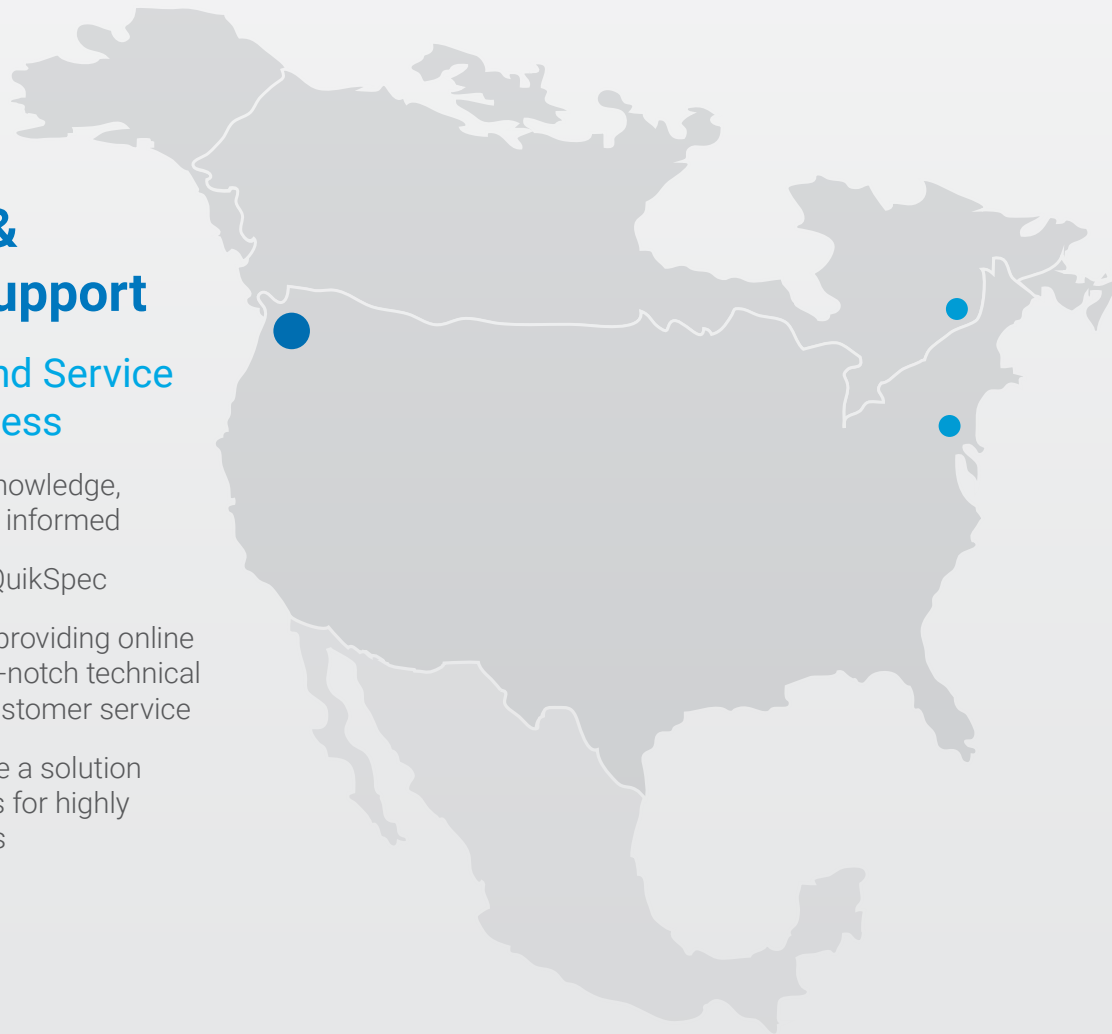 &
upport
nd Service
ess
nowledge,
informed
QuikSpec
providing online
-notch technical
stomer service
e a solution
s for highly
s